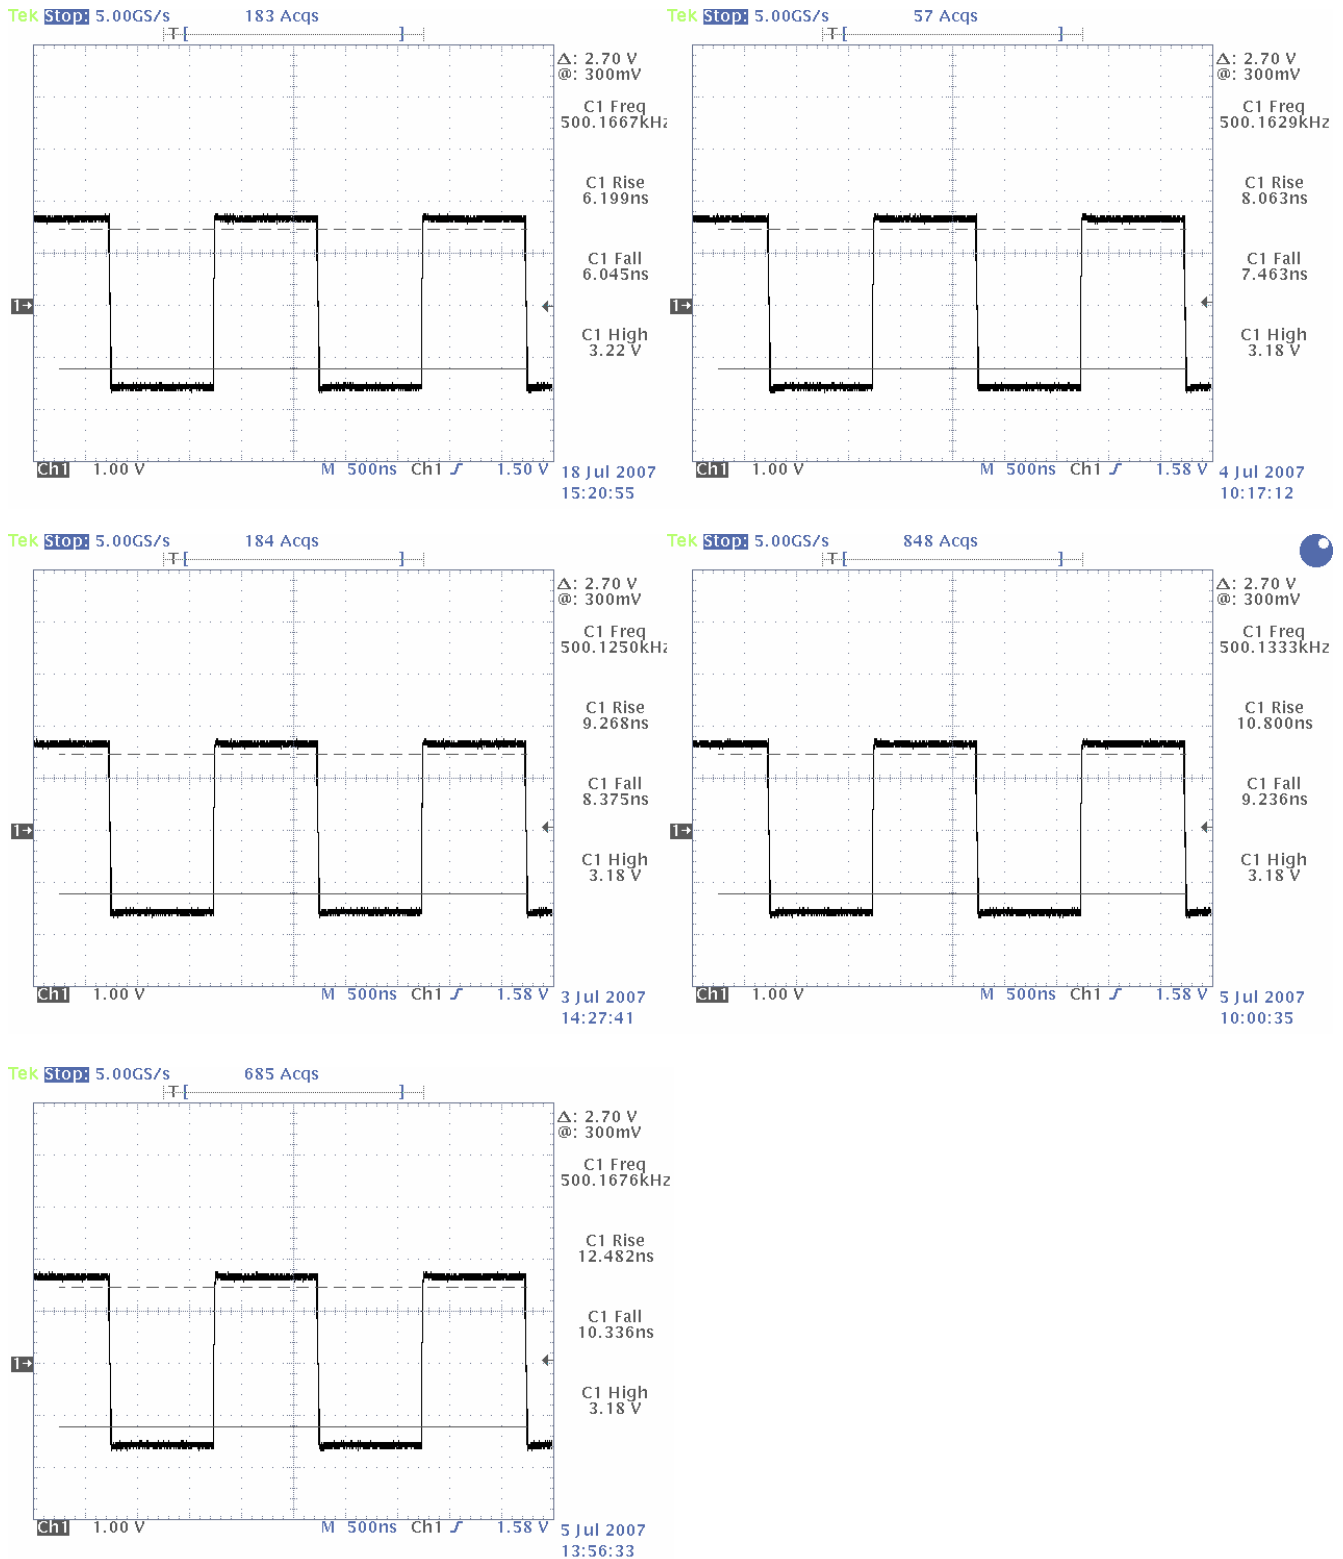 Tek Stop: 5.00GS/s 183 Acqs
T
Δ: 2.70 V
@: 300mV
C1 Freq
500.1667kHz
C1 Rise
6.199ns
C1 Fall
6.045ns
C1 High
3.22 V
1
Ch1 1.00 V M 500ns Ch1 1.50 V
18 Jul 2007
15:20:55
Tek Stop: 5.00GS/s 57 Acqs
T
Δ: 2.70 V
@: 300mV
C1 Freq
500.1629kHz
C1 Rise
8.063ns
C1 Fall
7.463ns
C1 High
3.18 V
1
Ch1 1.00 V M 500ns Ch1 1.58 V
4 Jul 2007
10:17:12
Tek Stop: 5.00GS/s 184 Acqs
T
Δ: 2.70 V
@: 300mV
C1 Freq
500.1250kHz
C1 Rise
9.268ns
C1 Fall
8.375ns
C1 High
3.18 V
1
Ch1 1.00 V M 500ns Ch1 1.58 V
3 Jul 2007
14:27:41
Tek Stop: 5.00GS/s 848 Acqs
T
Δ: 2.70 V
@: 300mV
C1 Freq
500.1333kHz
C1 Rise
10.800ns
C1 Fall
9.236ns
C1 High
3.18 V
1
Ch1 1.00 V M 500ns Ch1 1.58 V
5 Jul 2007
10:00:35
Tek Stop: 5.00GS/s 685 Acqs
T
Δ: 2.70 V
@: 300mV
C1 Freq
500.1676kHz
C1 Rise
12.482ns
C1 Fall
10.336ns
C1 High
3.18 V
1
Ch1 1.00 V M 500ns Ch1 1.58 V
5 Jul 2007
13:56:33